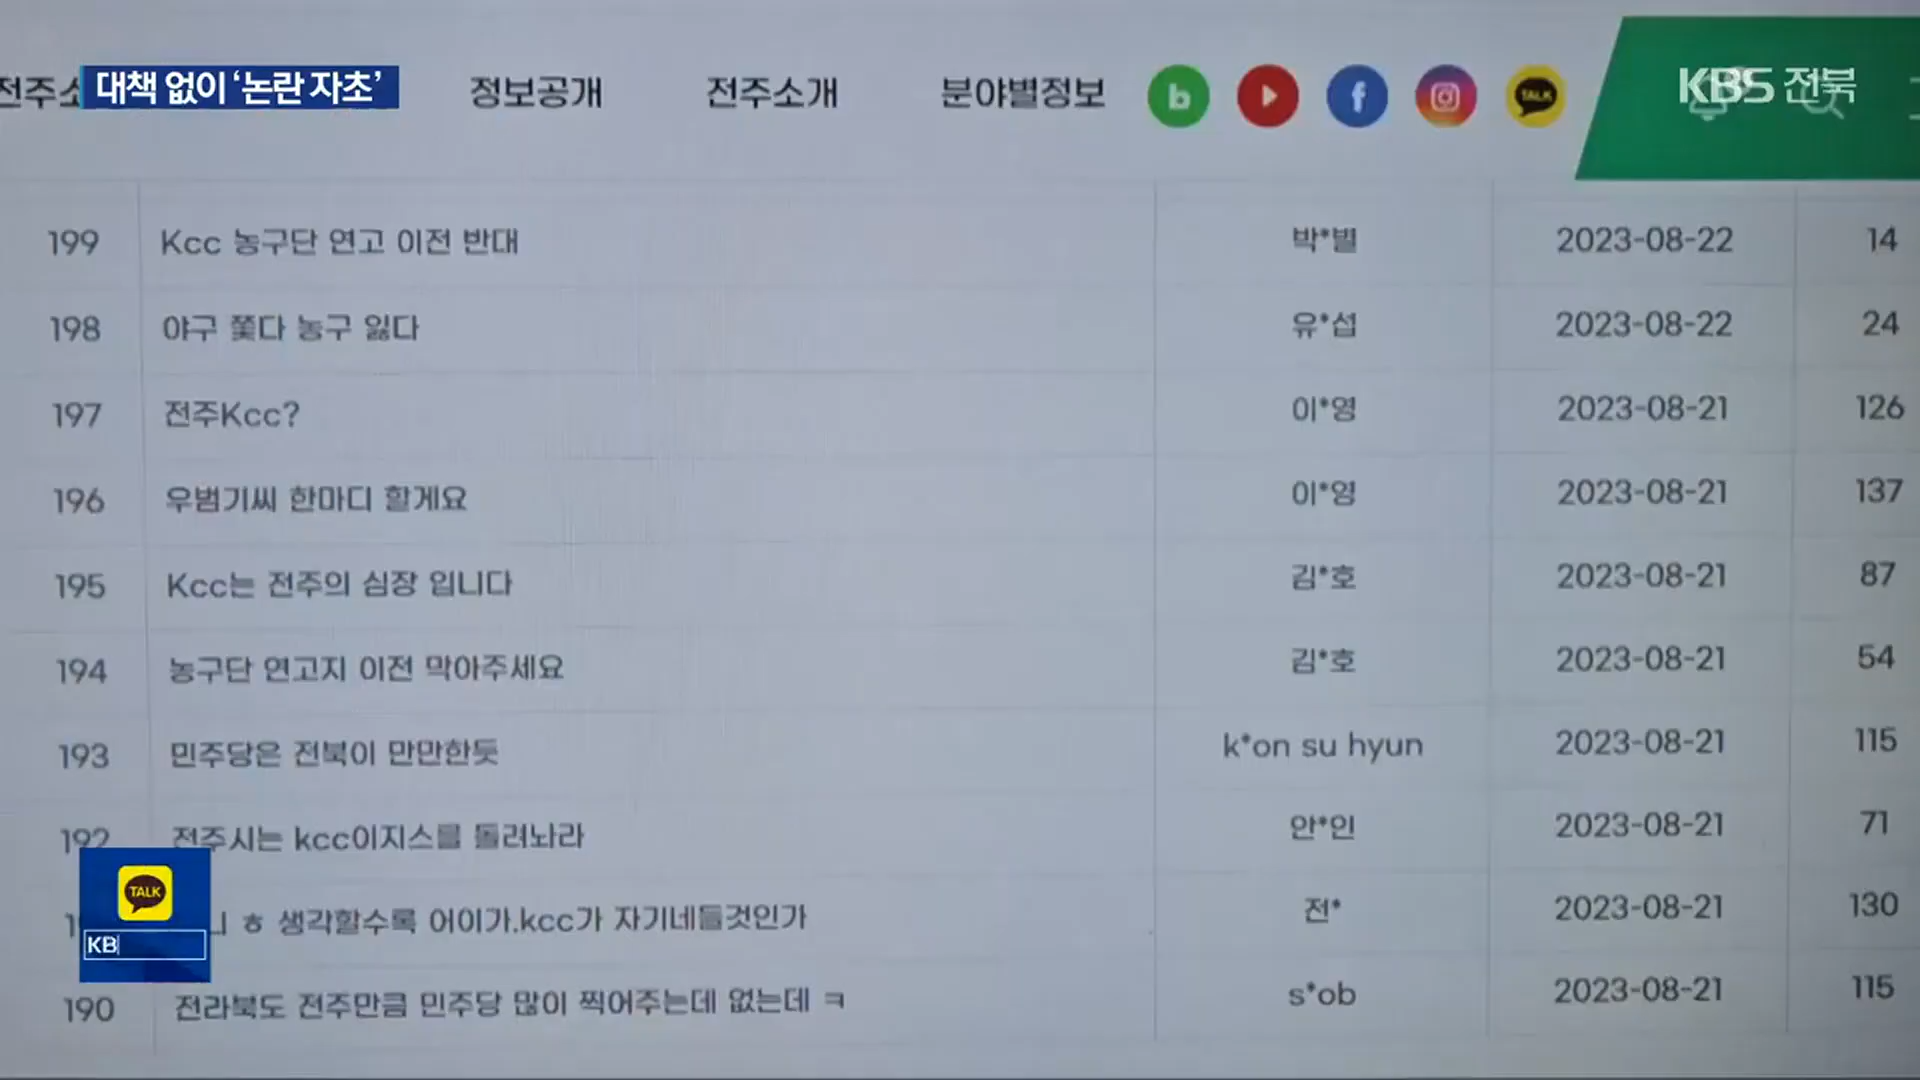 전주소
대책 없이 ‘논란 자초’
정보공개
전주소개
분야별정보
b
f
TALK
KBS 전북
199 Kcc 농구단 연고 이전 반대 박*별 2023-08-22 14
198 야구 쫓다 농구 잃다 유*섭 2023-08-22 24
197 전주Kcc? 이*영 2023-08-21 126
196 우범기씨 한마디 할게요 이*영 2023-08-21 137
195 Kcc는 전주의 심장 입니다 김*호 2023-08-21 87
194 농구단 연고지 이전 막아주세요 김*호 2023-08-21 54
193 민주당은 전북이 만만한듯 k*on su hyun 2023-08-21 115
192 전주시는 kcc이지스를 돌려놔라 안*인 2023-08-21 71
ㅎ 생각할수록 어이가.kcc가 자기네들것인가 전* 2023-08-21 130
190 전라북도 전주만큼 민주당 많이 찍어주는데 없는데 ㅋ s*ob 2023-08-21 115
TALK
KB